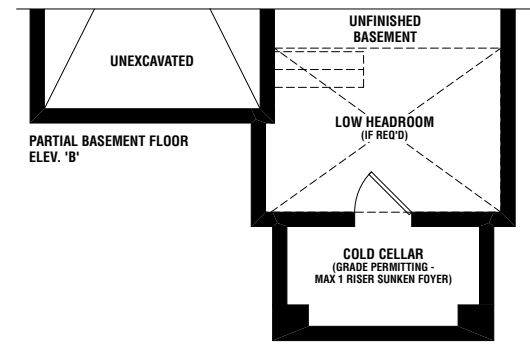 UNFINISHED
BASEMENT
UNEXCAVATED
LOW HEADROOM
(IF REQ'D)
PARTIAL BASEMENT FLOOR
ELEV. 'B'
COLD CELLAR
(GRADE PERMITTING -
MAX 1 RISER SUNKEN FOYER)